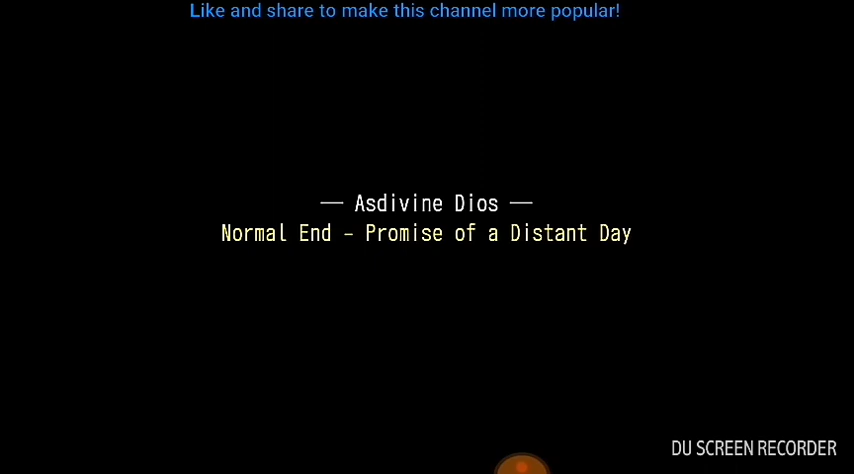 Like and share to make this channel more popular!
— Asdivine Dios —
Normal End - Promise of a Distant Day
DU SCREEN RECORDER